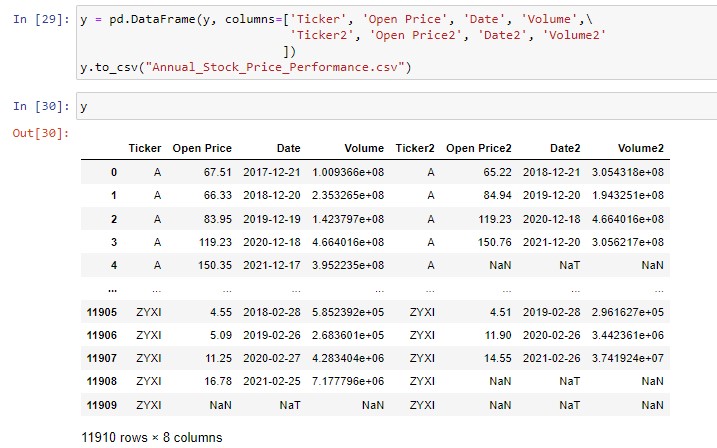 In [29]: y = pd.DataFrame(y, columns=['Ticker', 'Open Price', 'Date', 'Volume',\
'Ticker2', 'Open Price2', 'Date2', 'Volume2'
])
y.to_csv("Annual_Stock_Price_Performance.csv")
In [30]: y
Out[30]:
Ticker Open Price Date Volume Ticker2 Open Price2 Date2 Volume2
0 A 67.51 2017-12-21 1.009366e+08 A 65.22 2018-12-21 3.054318e+08
1 A 66.33 2018-12-20 2.353265e+08 A 84.94 2019-12-20 1.943251e+08
2 A 83.95 2019-12-19 1.423797e+08 A 119.23 2020-12-18 4.664016e+08
3 A 119.23 2020-12-18 4.664016e+08 A 150.76 2021-12-20 3.056217e+08
4 A 150.35 2021-12-17 3.952235e+08 A NaN NaT NaN
... ... ... ... ... ... ... ... ...
11905 ZYXI 4.55 2018-02-28 5.852392e+05 ZYXI 4.51 2019-02-28 2.961627e+05
11906 ZYXI 5.09 2019-02-26 2.683601e+05 ZYXI 11.90 2020-02-26 3.442361e+06
11907 ZYXI 11.25 2020-02-27 4.283404e+06 ZYXI 14.55 2021-02-26 3.741924e+07
11908 ZYXI 16.78 2021-02-25 7.177796e+06 ZYXI NaN NaT NaN
11909 ZYXI NaN NaT NaN ZYXI NaN NaT NaN
11910 rows × 8 columns